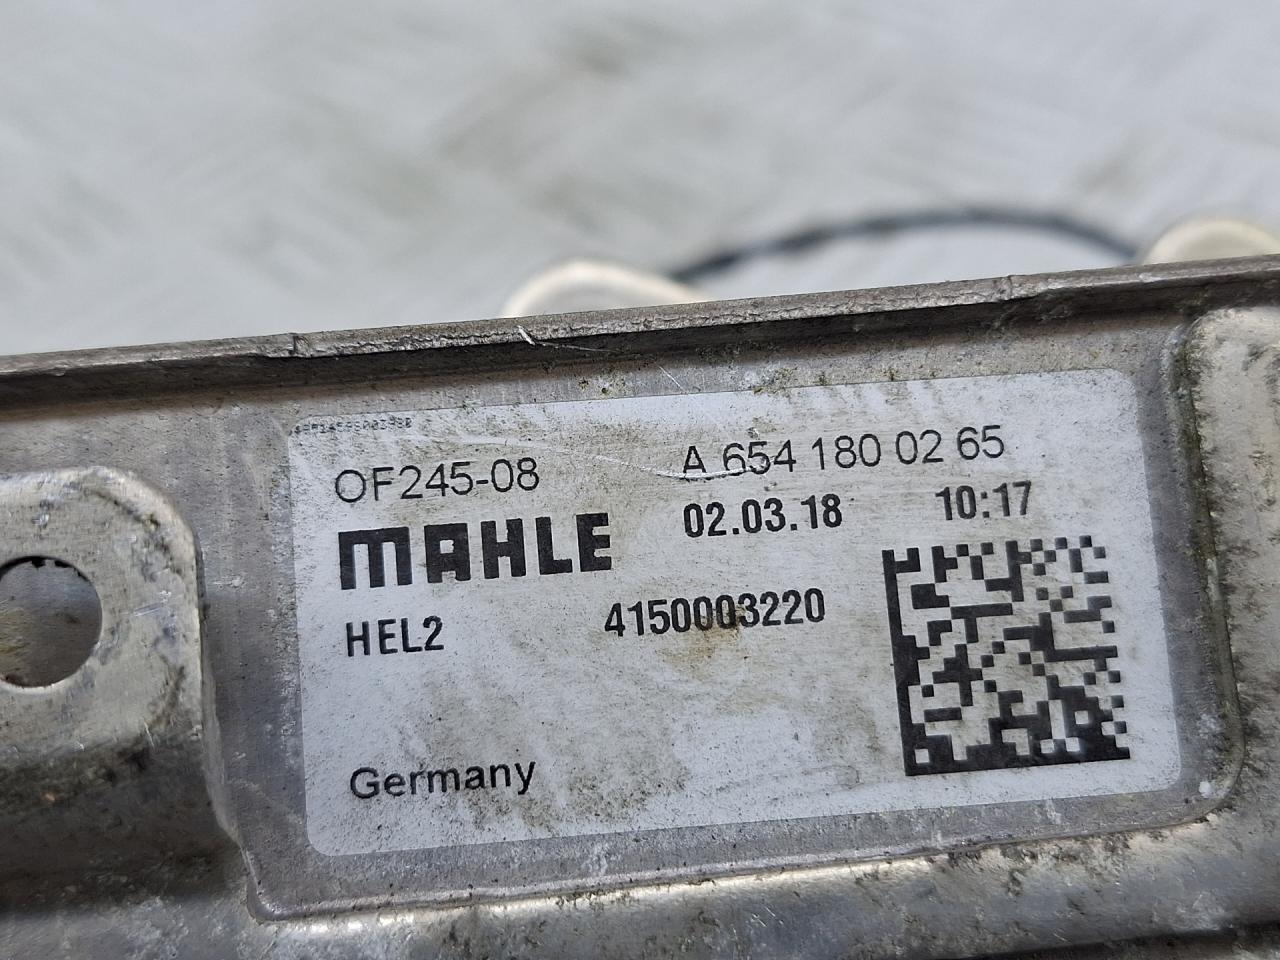 OF245-08 A 654 180 02 65
MAHLE 02.03.18 10:17
HEL2 4150003220
Germany